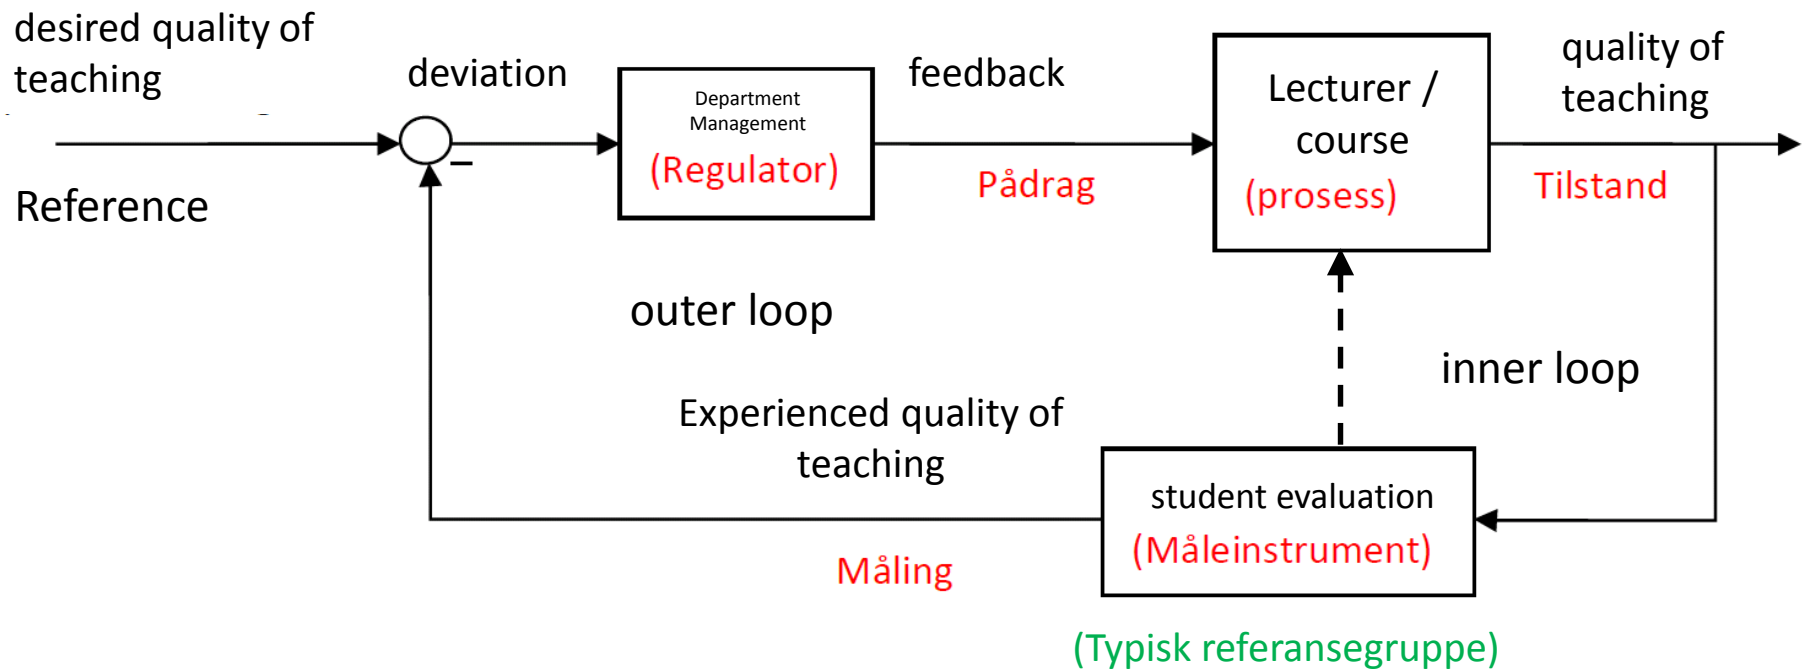 desired quality of
teaching
Reference
deviation
Department
Management
(Regulator)
feedback
Pådrag
Lecturer /
course
(prosess)
quality of
teaching
Tilstand
outer loop
inner loop
Experienced quality of
teaching
Måling
student evaluation
(Måleinstrument)
(Typisk referansegruppe)